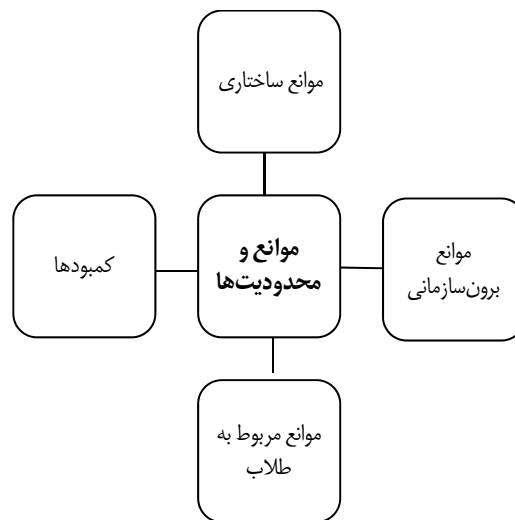 موانع ساختاری
موانع
برون‌سازمانی
موانع و
محدودیت‌ها
کمبودها
موانع مربوط به
طلاب